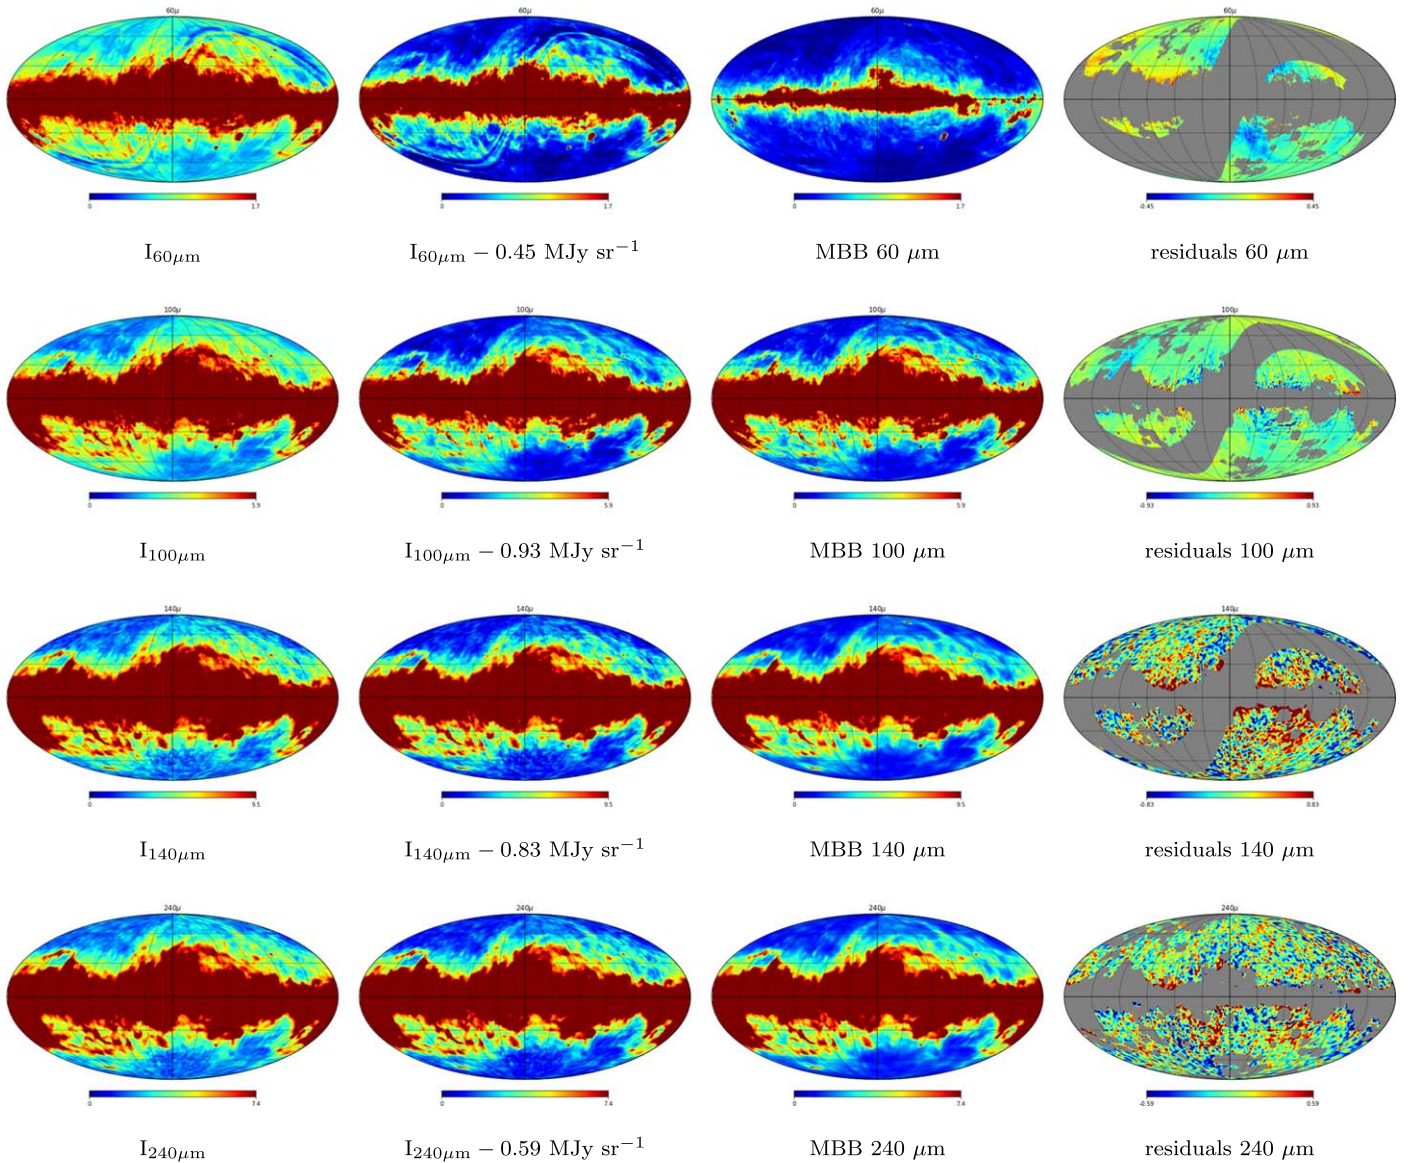 60μ 60μ 60μ 60μ
0 1.7 0 1.7 0 1.7 -0.45 0.45
I60μm I60μm − 0.45 MJy sr−1 MBB 60 μm residuals 60 μm
100μ 100μ 100μ 100μ
0 5.9 0 5.9 0 5.9 -0.93 0.93
I100μm I100μm − 0.93 MJy sr−1 MBB 100 μm residuals 100 μm
140μ 140μ 140μ 140μ
0 9.5 0 9.5 0 9.5 -0.83 0.83
I140μm I140μm − 0.83 MJy sr−1 MBB 140 μm residuals 140 μm
240μ 240μ 240μ 240μ
0 7.4 0 7.4 0 7.4 -0.59 0.59
I240μm I240μm − 0.59 MJy sr−1 MBB 240 μm residuals 240 μm